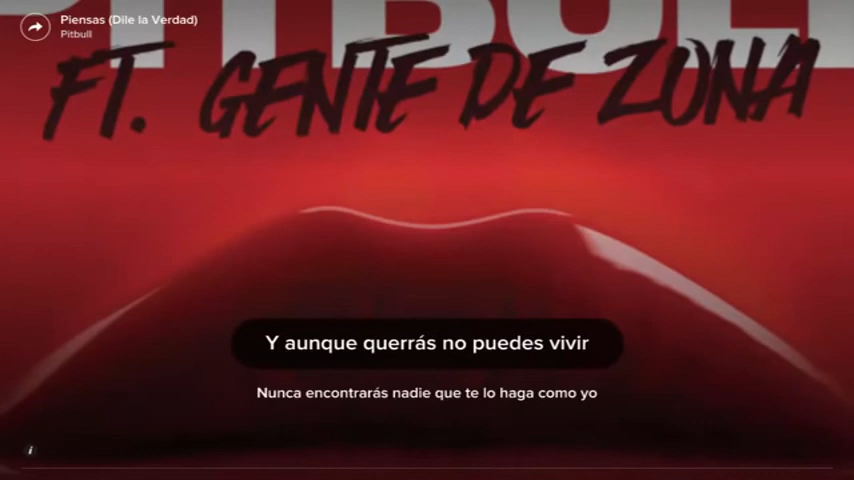 Piensas (Dile la Verdad)
Pitbull
PITBULL
FT. GENTE DE ZONA
Y aunque querrás no puedes vivir
Nunca encontrarás nadie que te lo haga como yo
i